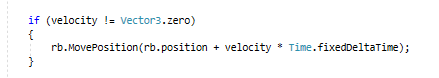 if (velocity != Vector3.zero)
{
rb.MovePosition(rb.position + velocity * Time.fixedDeltaTime);
}